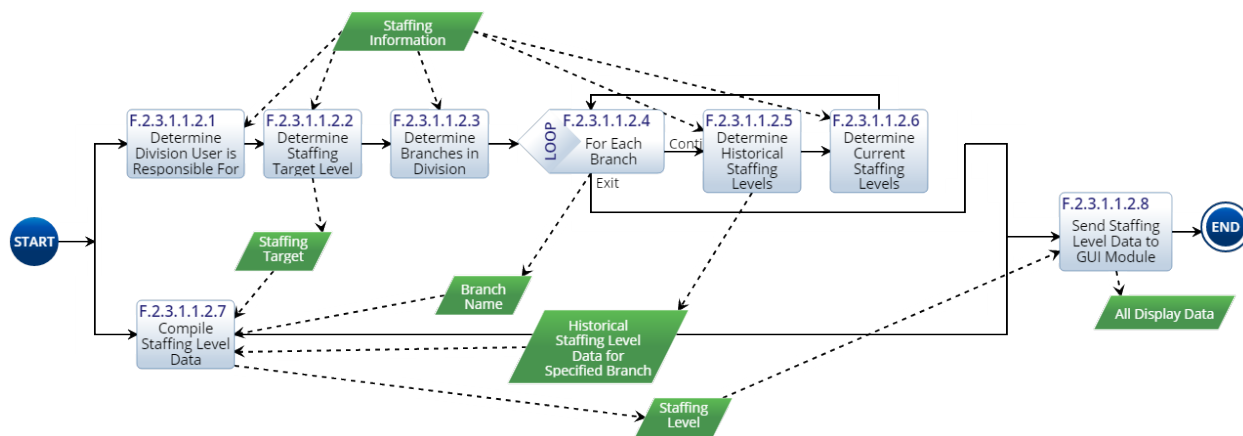 Staffing
Information
F.2.3.1.1.2.1
Determine
Division User is
Responsible For
F.2.3.1.1.2.2
Determine
Staffing
Target Level
F.2.3.1.1.2.3
Determine
Branches in
Division
LOOP
F.2.3.1.1.2.4
For Each
Branch
Conti
Exit
F.2.3.1.1.2.5
Determine
Historical
Staffing
Levels
F.2.3.1.1.2.6
Determine
Current
Staffing
Levels
F.2.3.1.1.2.8
Send Staffing
Level Data to
GUI Module
START
END
Staffing
Target
Branch
Name
F.2.3.1.1.2.7
Compile
Staffing Level
Data
Historical
Staffing Level
Data for
Specified Branch
All Display Data
Staffing
Level